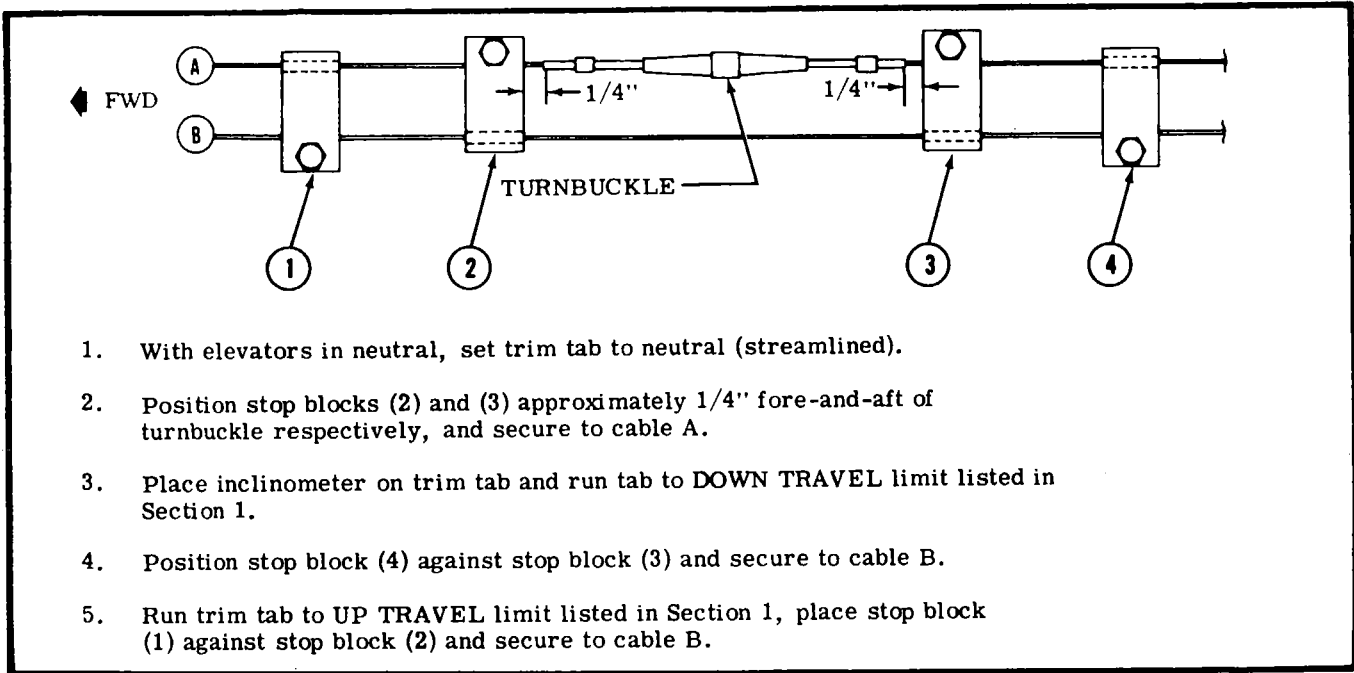 A
FWD
B
1/4"
1/4"
TURNBUCKLE
1
2
3
4
1. With elevators in neutral, set trim tab to neutral (streamlined).
2. Position stop blocks (2) and (3) approximately 1/4" fore-and-aft of
turnbuckle respectively, and secure to cable A.
3. Place inclinometer on trim tab and run tab to DOWN TRAVEL limit listed in
Section 1.
4. Position stop block (4) against stop block (3) and secure to cable B.
5. Run trim tab to UP TRAVEL limit listed in Section 1, place stop block
(1) against stop block (2) and secure to cable B.